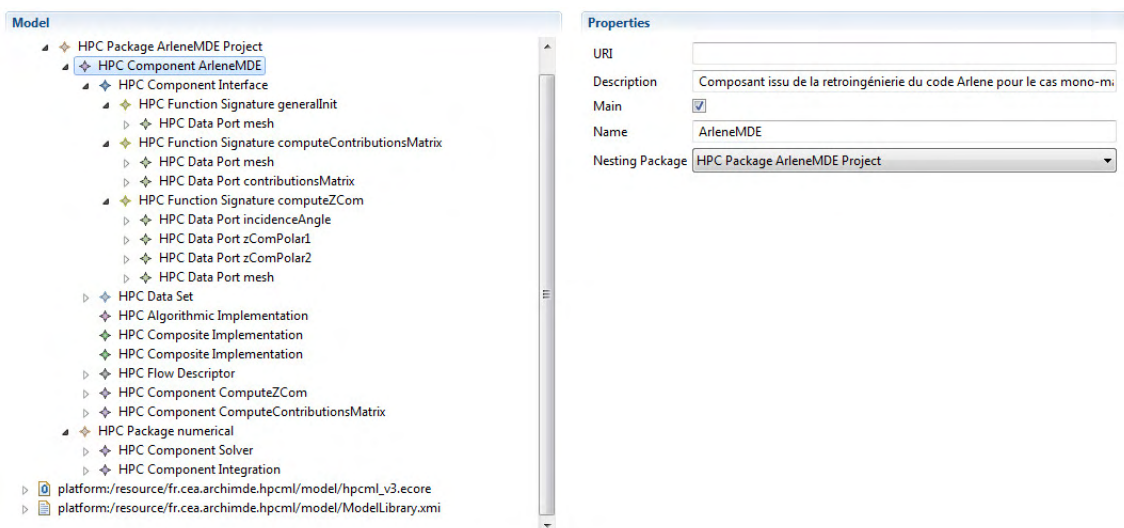 Model
HPC Package ArleneMDE Project
HPC Component ArleneMDE
HPC Component Interface
HPC Function Signature generalInit
HPC Data Port mesh
HPC Function Signature computeContributionsMatrix
HPC Data Port mesh
HPC Data Port contributionsMatrix
HPC Function Signature computeZCom
HPC Data Port incidenceAngle
HPC Data Port zComPolar1
HPC Data Port zComPolar2
HPC Data Port mesh
HPC Data Set
HPC Algorithmic Implementation
HPC Composite Implementation
HPC Composite Implementation
HPC Flow Descriptor
HPC Component ComputeZCom
HPC Component ComputeContributionsMatrix
HPC Package numerical
HPC Component Solver
HPC Component Integration
platform:/resource/fr.cea.archimde.hpcml/model/hpcml_v3.ecore
platform:/resource/fr.cea.archimde.hpcml/model/ModelLibrary.xmi
Properties
URI
Description Composant issu de la retroingénierie du code Arlene pour le cas mono-ma
Main
Name ArleneMDE
Nesting Package HPC Package ArleneMDE Project